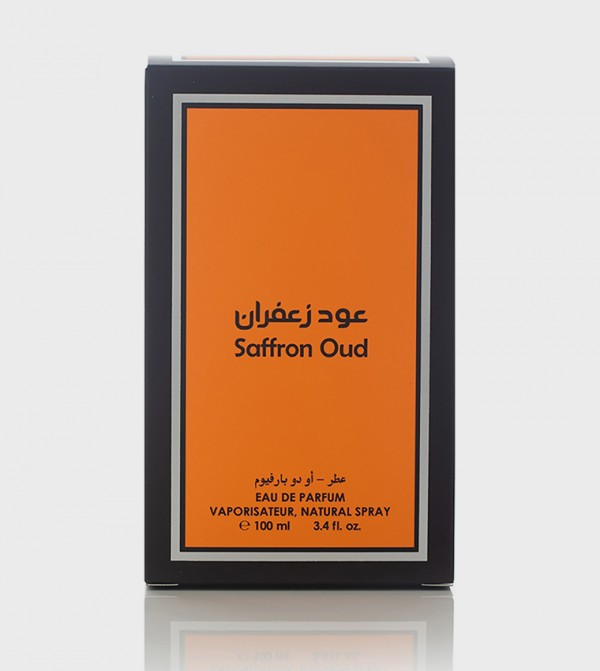 عود زعفران
Saffron Oud
عطر – أو دو بارفيوم
EAU DE PARFUM
VAPORISATEUR, NATURAL SPRAY
℮ 100 ml 3.4 fl. oz.